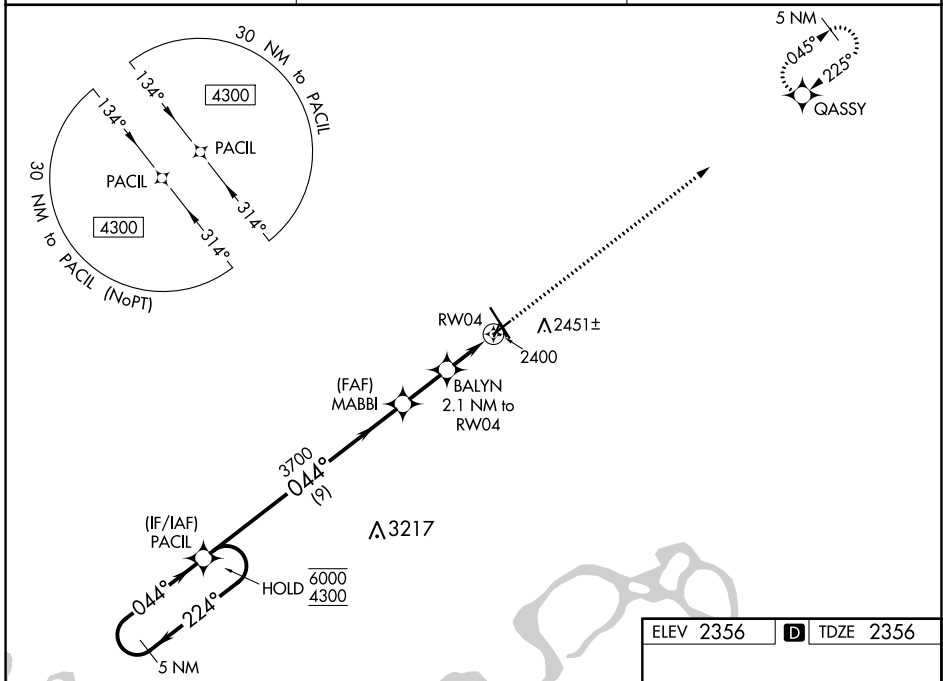 30 NM to PACIL
134°
4300
PACIL
314°
134°
PACIL
4300
314°
30 NM to PACIL (NoPT)
5 NM
045°
225°
QASSY
RW04
2451±
2400
(FAF)
MABBI
BALYN
2.1 NM to
RW04
3700
044°
(9)
(IF/IAF)
PACIL
3217
HOLD 6000
4300
044°
224°
5 NM
ELEV 2356 D TDZE 2356